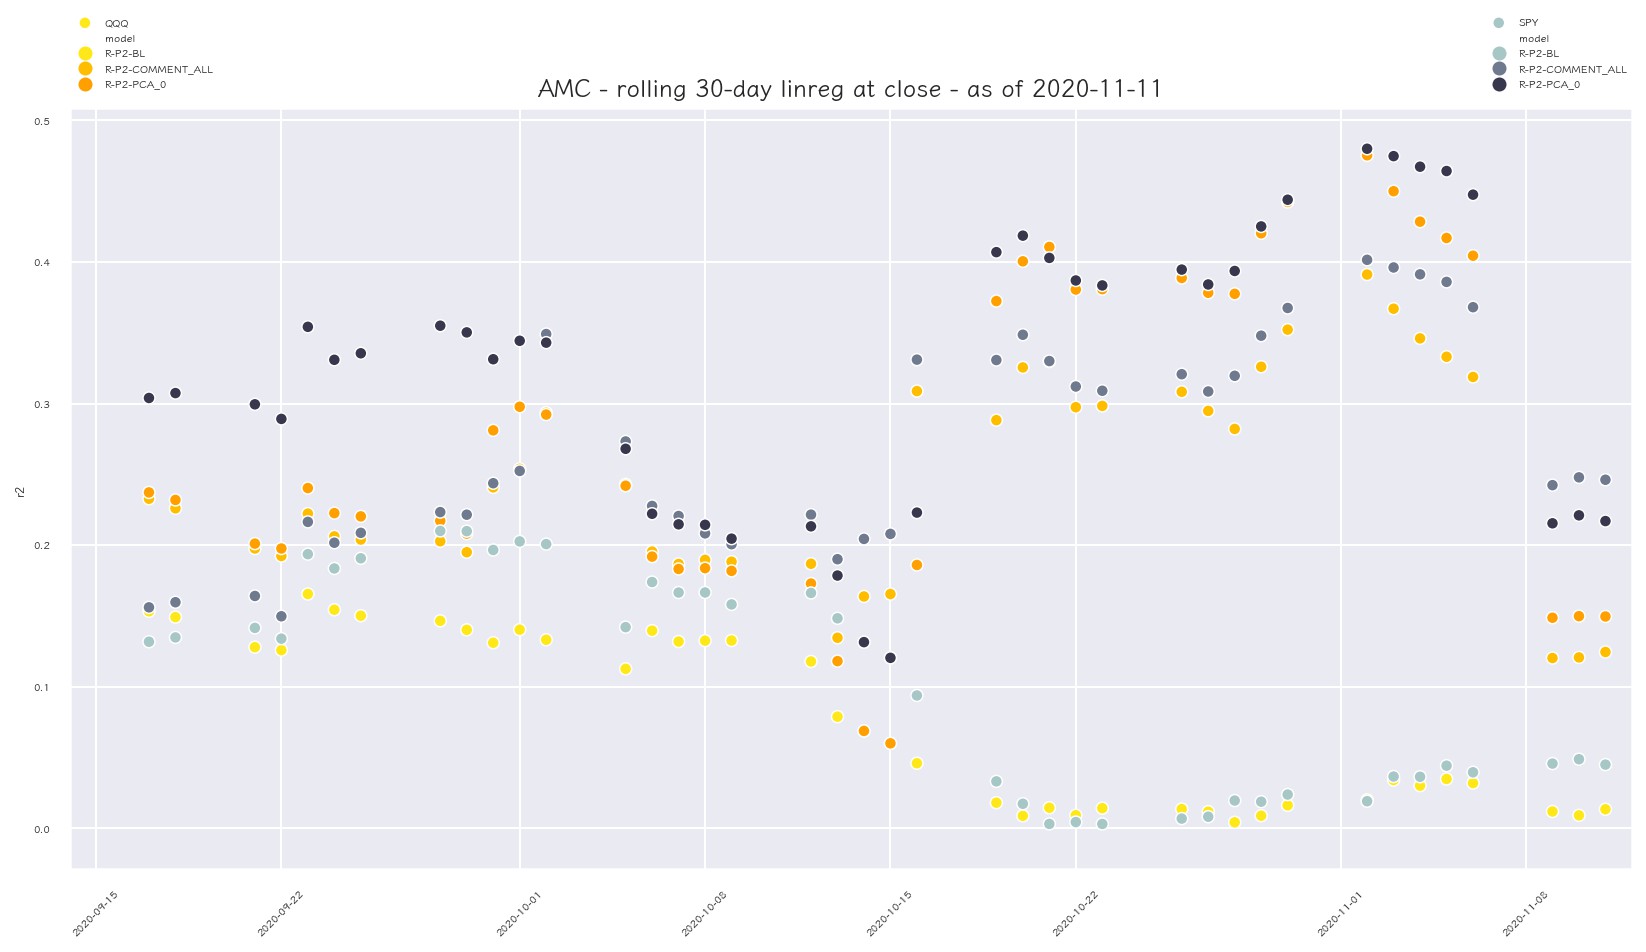 QQQ
model
R-P2-BL
R-P2-COMMENT_ALL
R-P2-PCA_0
SPY
model
R-P2-BL
R-P2-COMMENT_ALL
R-P2-PCA_0
AMC - rolling 30-day linreg at close - as of 2020-11-11
0.5
0.4
0.3
0.2
0.1
0.0
r2
2020-09-15
2020-09-22
2020-10-01
2020-10-08
2020-10-15
2020-10-22
2020-11-01
2020-11-08